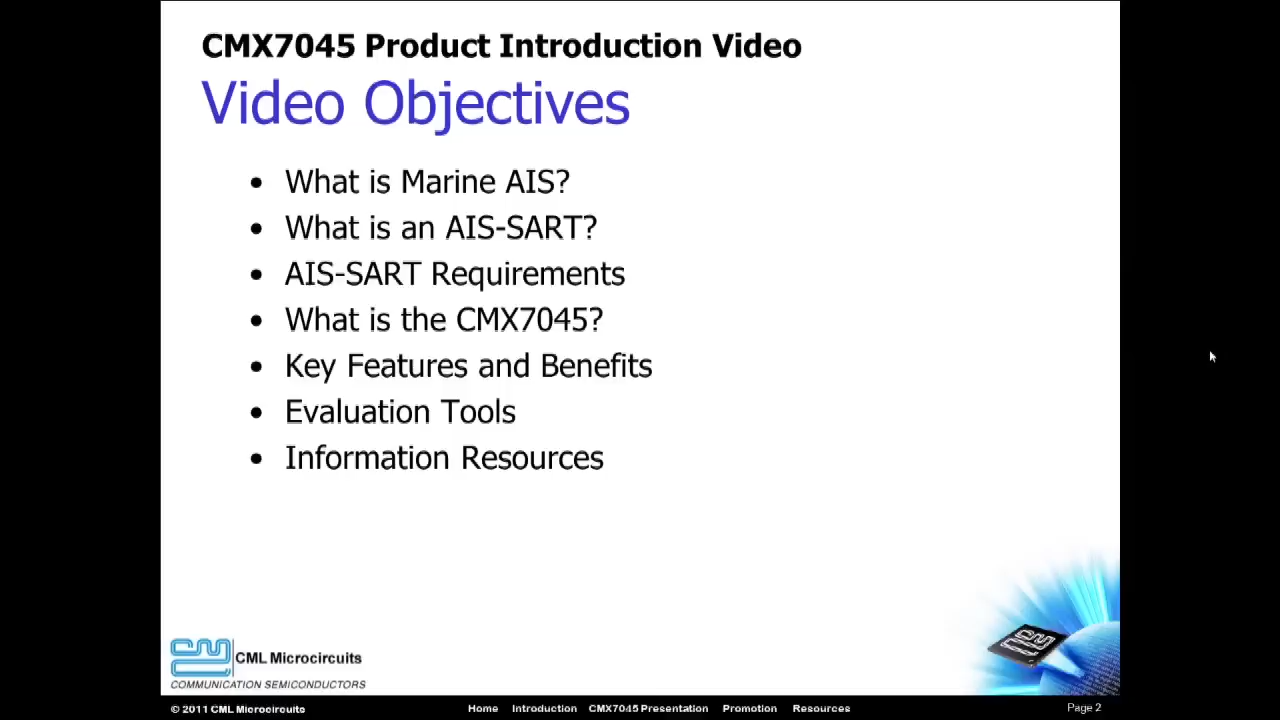 CMX7045 Product Introduction Video
Video Objectives
• What is Marine AIS?
• What is an AIS-SART?
• AIS-SART Requirements
• What is the CMX7045?
• Key Features and Benefits
• Evaluation Tools
• Information Resources
CML Microcircuits
COMMUNICATION SEMICONDUCTORS
© 2011 CML Microcircuits Home Introduction CMX7045 Presentation Promotion Resources Page 2